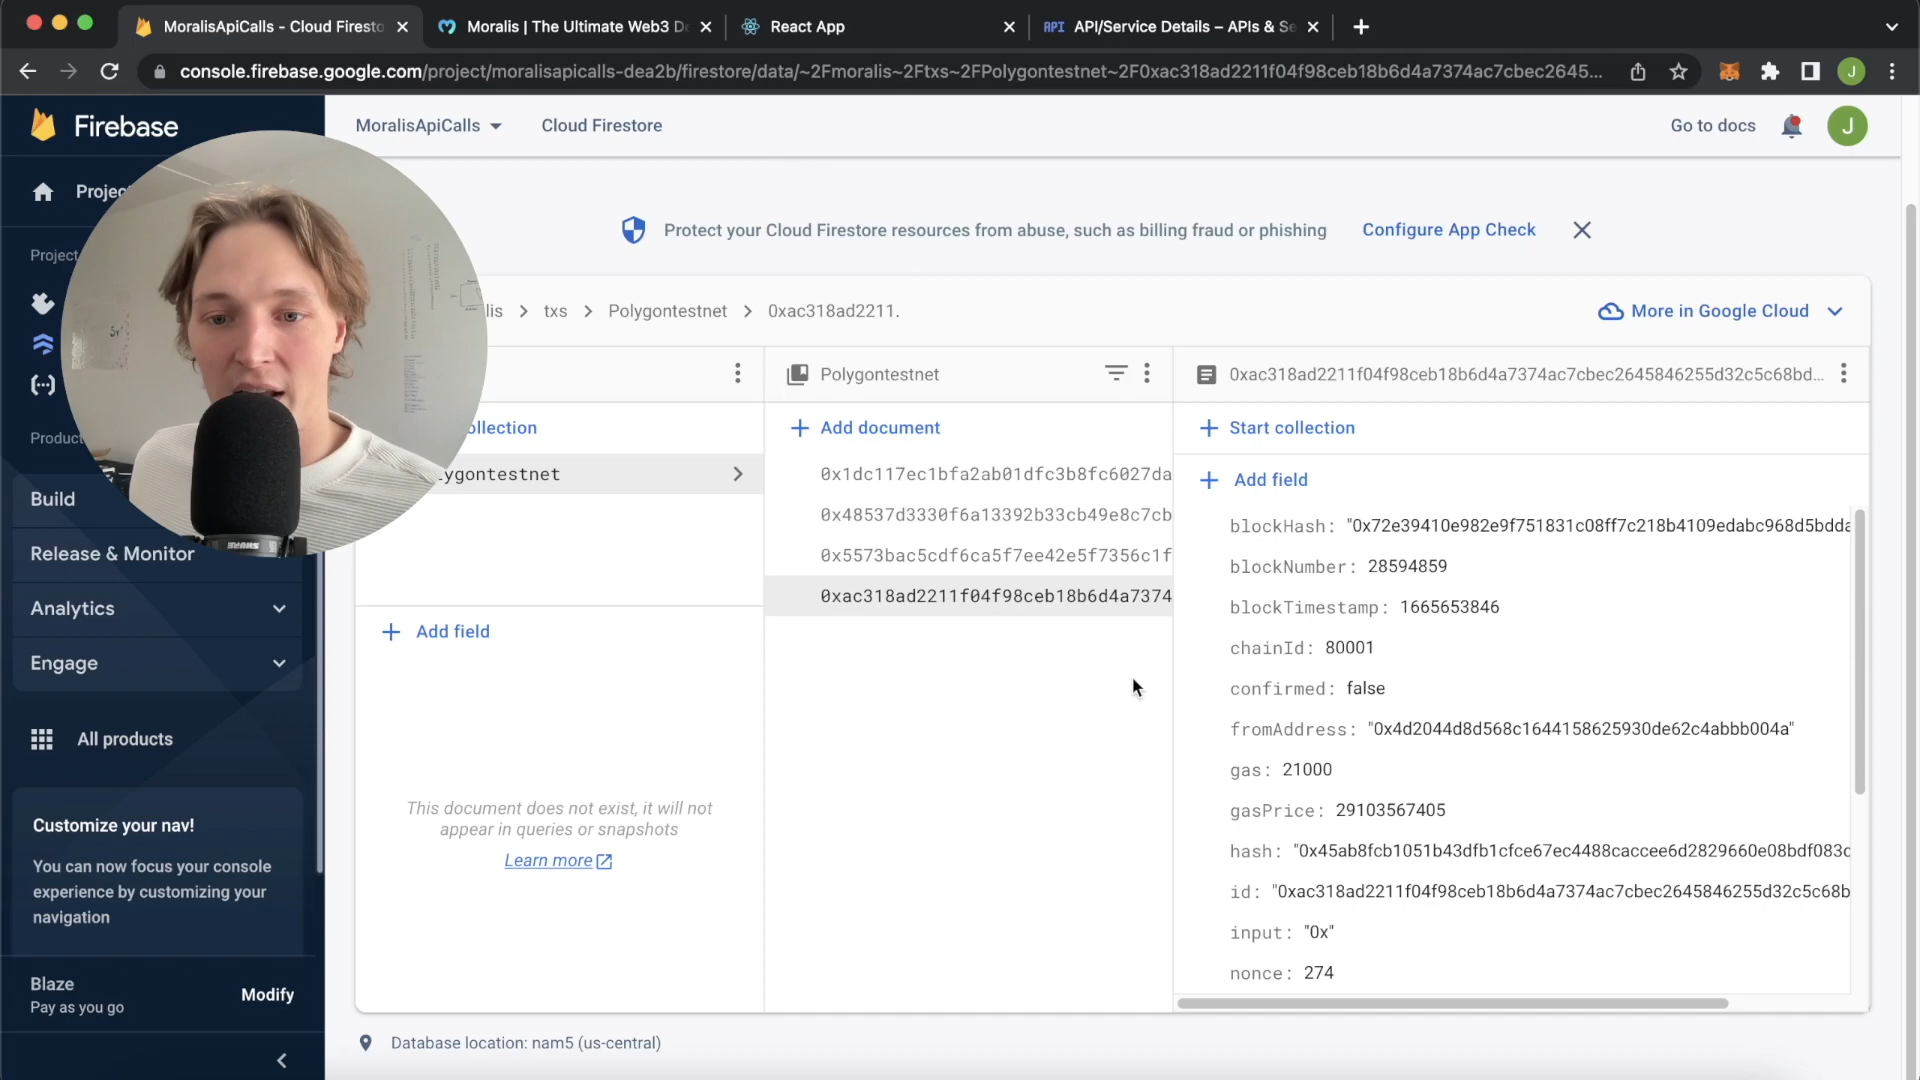 MoralisApiCalls - Cloud Firesto
Moralis | The Ultimate Web3 De
React App
API API/Service Details – APIs & Se
console.firebase.google.com/project/moralisapicalls-dea2b/firestore/data/~2Fmoralis~2Ftxs~2FPolygontestnet~2F0xac318ad2211f04f98ceb18b6d4a7374ac7cbec2645...
J
Firebase
MoralisApiCalls
Cloud Firestore
Go to docs
J
Projec
Protect your Cloud Firestore resources from abuse, such as billing fraud or phishing
Configure App Check
Project
lis > txs > Polygontestnet > 0xac318ad2211.
More in Google Cloud
Polygontestnet
0xac318ad2211f04f98ceb18b6d4a7374ac7cbec2645846255d32c5c68bd...
ollection
+ Add document
+ Start collection
Product
ygontestnet
0x1dc117ec1bfa2ab01dfc3b8fc6027da
0x48537d3330f6a13392b33cb49e8c7cb
0x5573bac5cdf6ca5f7ee42e5f7356c1f
0xac318ad2211f04f98ceb18b6d4a7374
+ Add field
blockHash: "0x72e39410e982e9f751831c08ff7c218b4109edabc968d5bdda
blockNumber: 28594859
blockTimestamp: 1665653846
chainId: 80001
confirmed: false
fromAddress: "0x4d2044d8d568c1644158625930de62c4abbb004a"
gas: 21000
gasPrice: 29103567405
hash: "0x45ab8fcb1051b43dfb1cfce67ec4488caccee6d2829660e08bdf083c
id: "0xac318ad2211f04f98ceb18b6d4a7374ac7cbec2645846255d32c5c68b
input: "0x"
nonce: 274
+ Add field
This document does not exist, it will not
appear in queries or snapshots
Learn more
Build
Release & Monitor
Analytics
Engage
All products
Customize your nav!
You can now focus your console
experience by customizing your
navigation
Blaze
Pay as you go
Modify
Database location: nam5 (us-central)